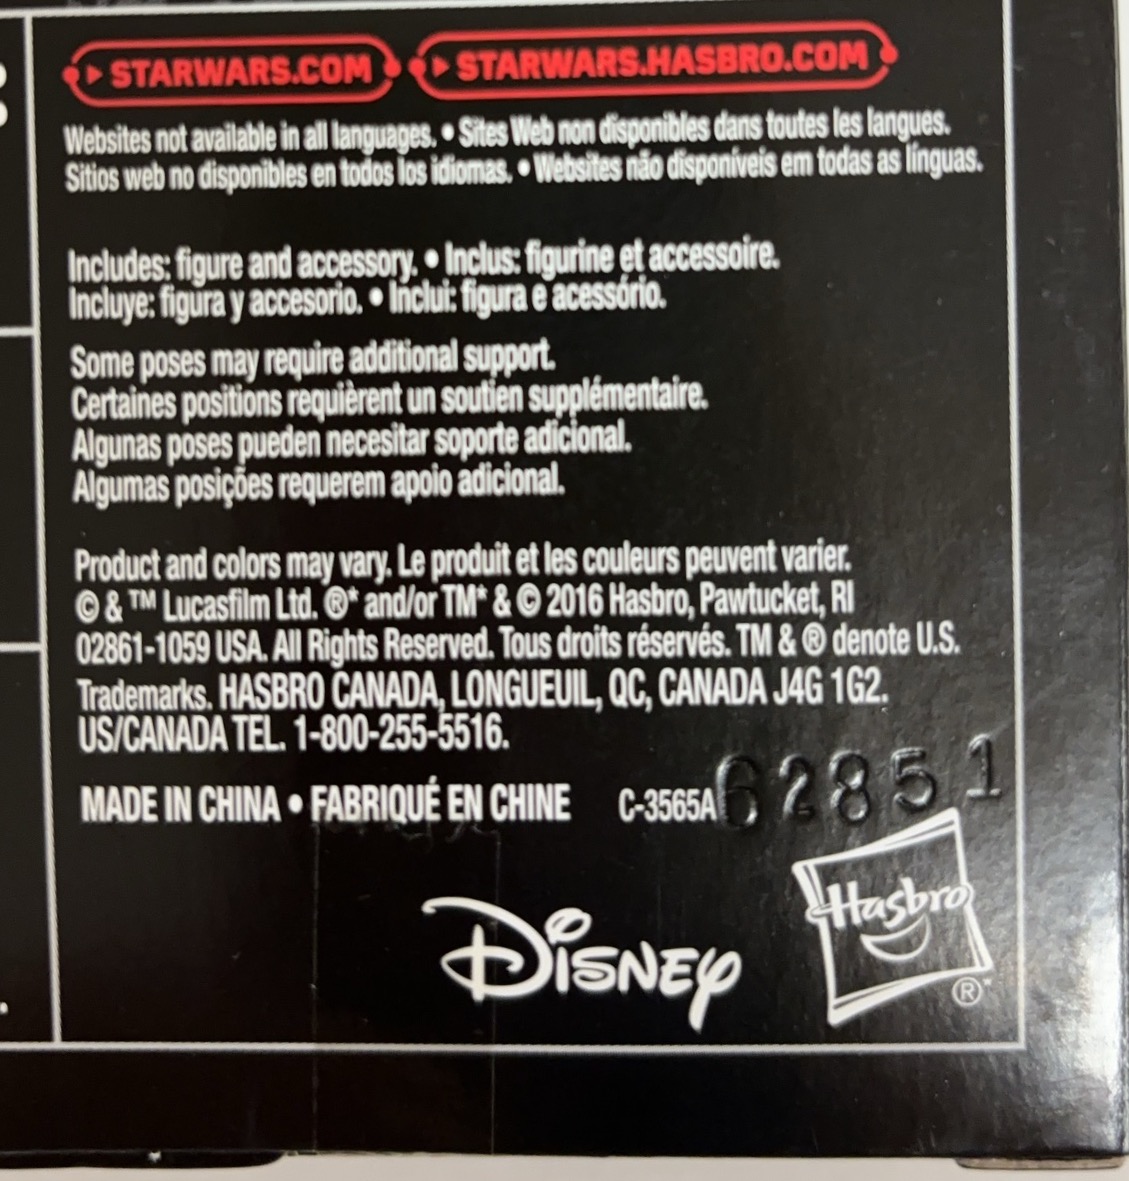 STARWARS.COM STARWARS.HASBRO.COM
Websites not available in all languages. • Sites Web non disponibles dans toutes les langues.
Sitios web no disponibles en todos los idiomas. • Websites não disponíveis em todas as línguas.
Includes: figure and accessory. • Inclus: figurine et accessoire.
Incluye: figura y accesorio. • Inclui: figura e acessório.
Some poses may require additional support.
Certaines positions requièrent un soutien supplémentaire.
Algunas poses pueden necesitar soporte adicional.
Algumas posições requerem apoio adicional.
Product and colors may vary. Le produit et les couleurs peuvent varier.
© & ™ Lucasfilm Ltd. ®* and/or TM* & © 2016 Hasbro, Pawtucket, RI
02861-1059 USA. All Rights Reserved. Tous droits réservés. TM & ® denote U.S.
Trademarks. HASBRO CANADA, LONGUEUIL, QC, CANADA J4G 1G2.
US/CANADA TEL. 1-800-255-5516.
MADE IN CHINA • FABRIQUÉ EN CHINE C-3565A 62851
Disney
Hasbro
®